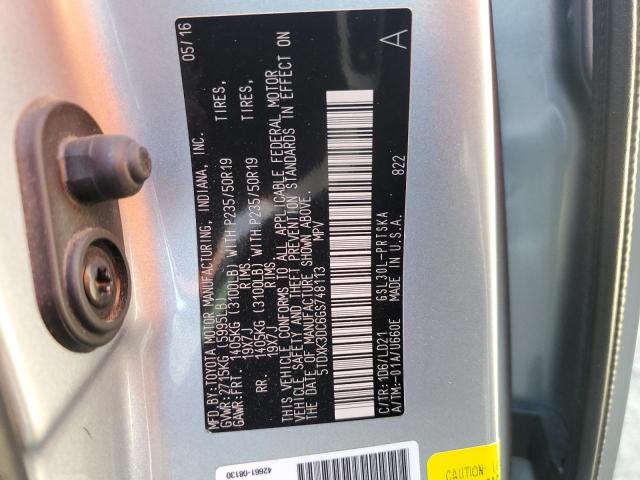 MFD.BY:TOYOTA MOTOR MANUFACTURING, INDIANA, INC. 05/16
GVWR:2715KG (5995LB)
GAWR:FRT. 1405KG (3100LB) WITH P235/50R19 TIRES,
19X7J RIMS
RR. 1405KG (3100LB) WITH P235/50R19 TIRES,
19X7J RIMS
THIS VEHICLE CONFORMS TO ALL APPLICABLE FEDERAL MOTOR
VEHICLE SAFETY AND THEFT PREVENTION STANDARDS IN EFFECT ON
THE DATE OF MANUFACTURE SHOWN ABOVE.
5TDXK3DC6GS748113 MPV
A
C/TR:1D6/LD21 GSL30L-PRTSKA 822
A/TM:-01A/U660E MADE IN U.S.A.
42661-08130
CAUTION: